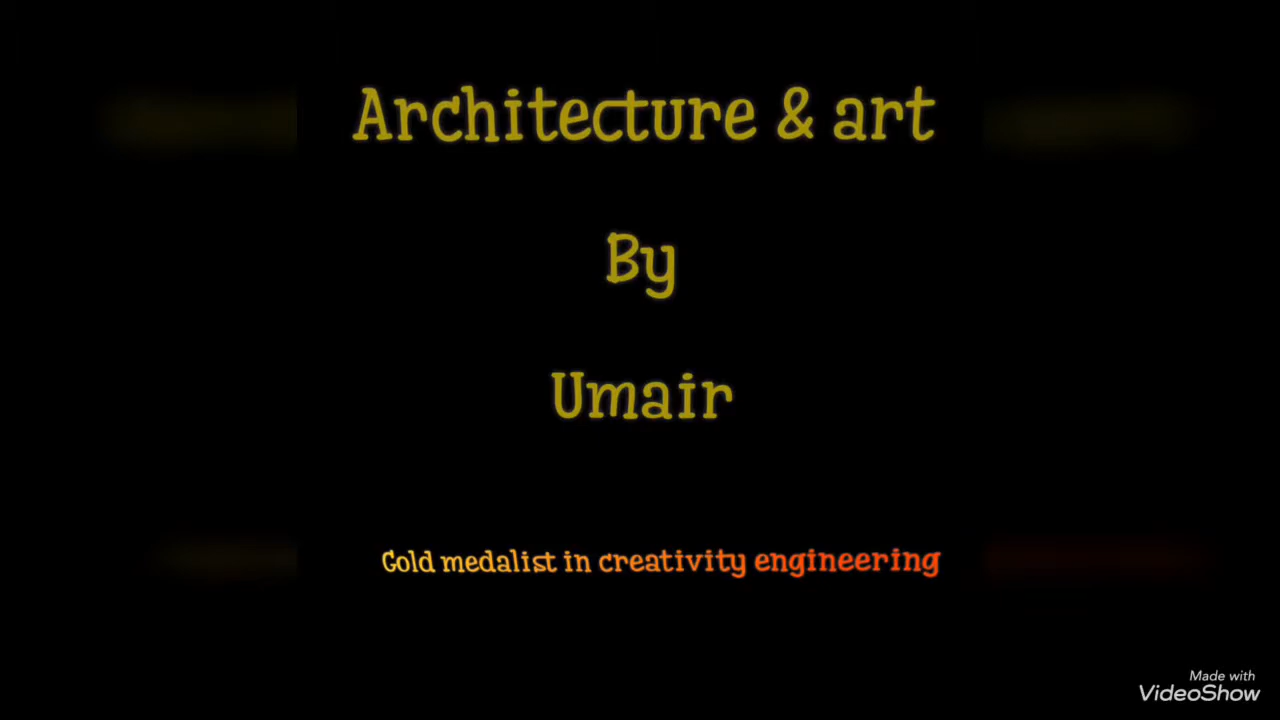 Architecture & art
By
Umair
Gold medalist in creativity engineering
Made with
VideoShow